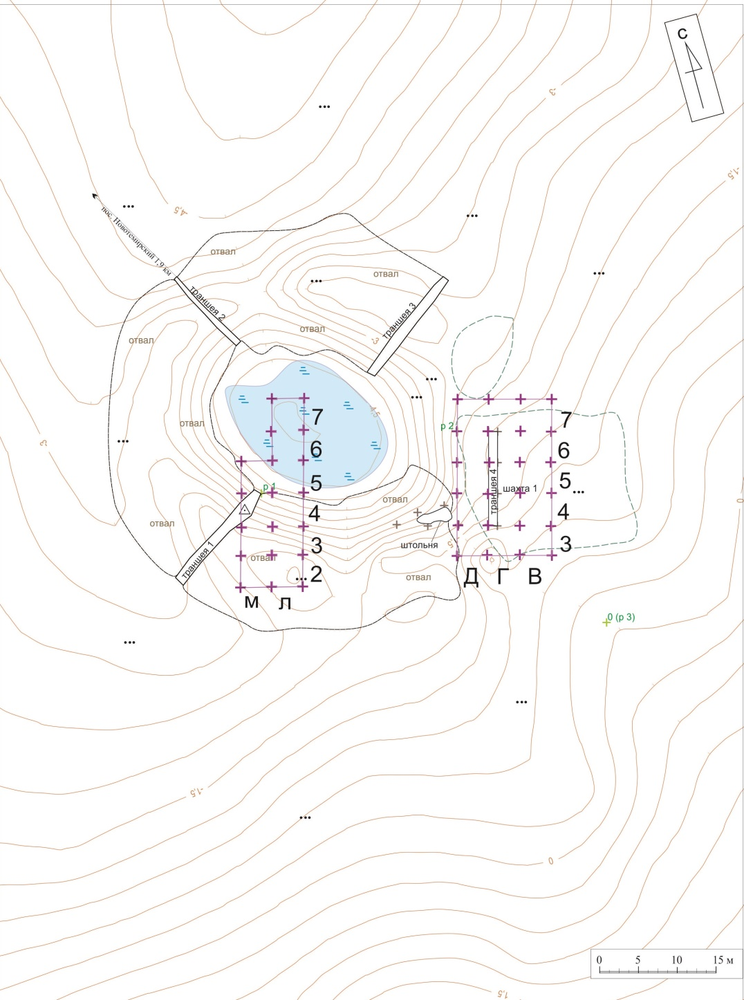 С
-3
-1,5
-4,5
пос. Новотемирский 1,9 км
отвал
отвал
траншея 2
траншея 3
отвал
отвал
-3
-4,5
отвал
-3
р 2
7
6
5
4
3
2
7
6
5
4
3
р 1
отвал
траншея 4
шахта 1
0
отвал
штольня
траншея 1
отвал
отвал
м
л
Д
Г
В
0 (р 3)
-1,5
0
0
5
10
15 м
1,5